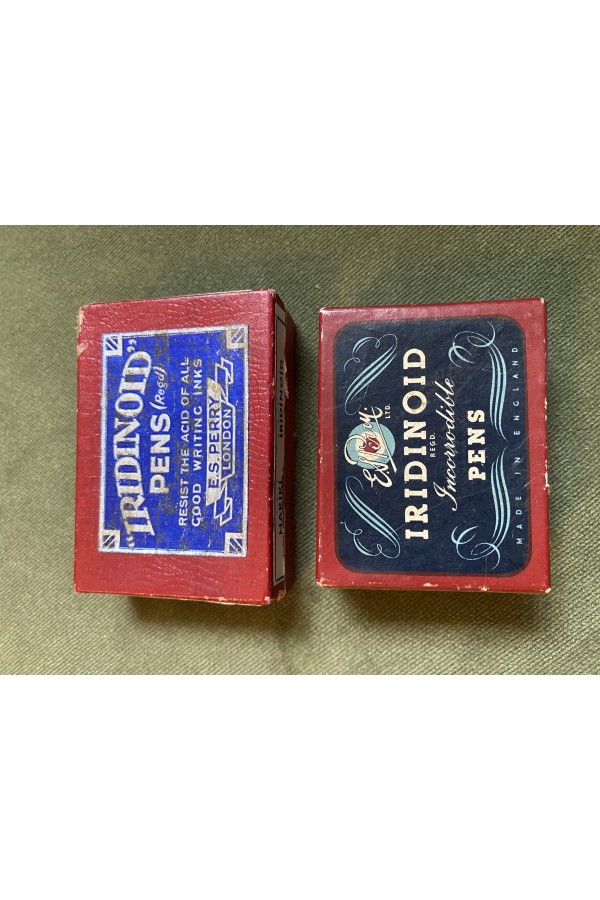 "IRIDINOID"
PENS (Regd)
RESIST THE ACID OF ALL
GOOD WRITING INKS
E.S. PERRY
LONDON
IRIDINOID
E.S. Perry
LTD.
IRIDINOID
REGD.
Incorrodible
PENS
MADE IN ENGLAND